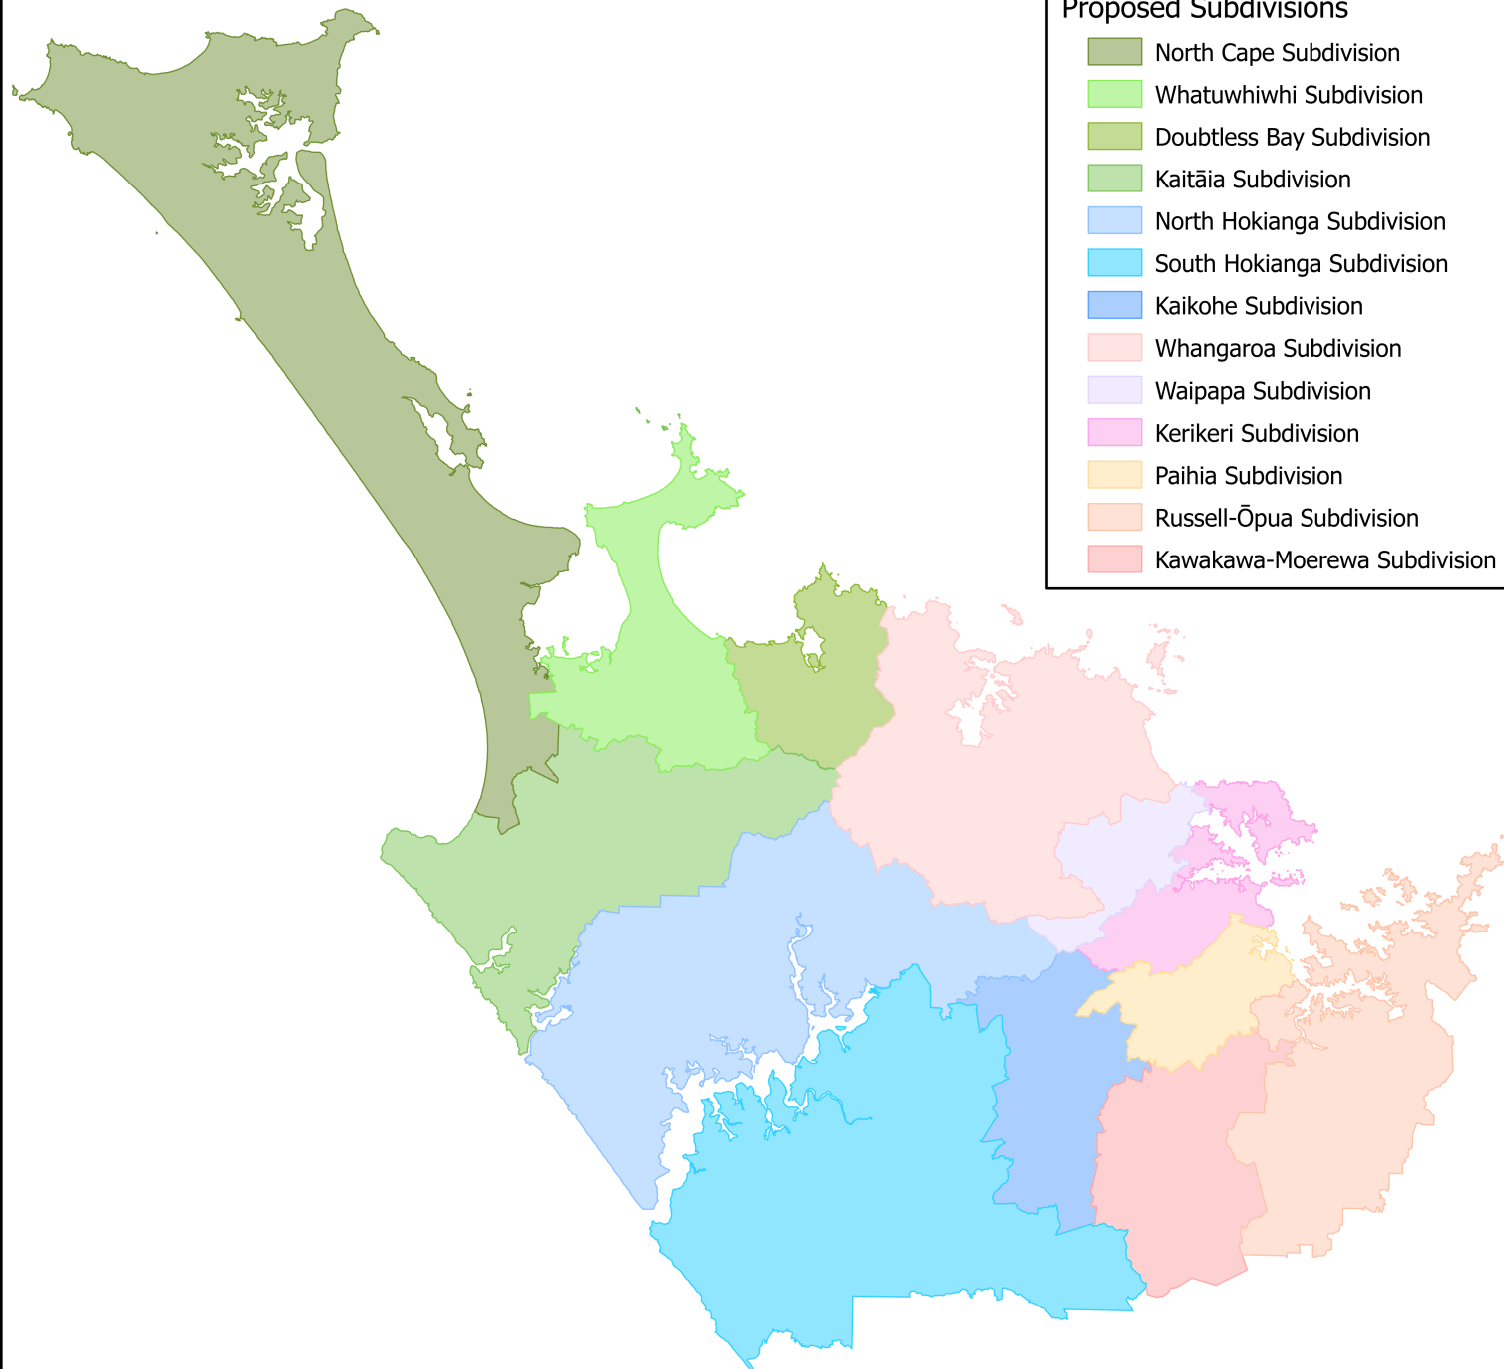 Proposed Subdivisions
North Cape Subdivision
Whatuwhiwhi Subdivision
Doubtless Bay Subdivision
Kaitāia Subdivision
North Hokianga Subdivision
South Hokianga Subdivision
Kaikohe Subdivision
Whangaroa Subdivision
Waipapa Subdivision
Kerikeri Subdivision
Paihia Subdivision
Russell-Ōpua Subdivision
Kawakawa-Moerewa Subdivision